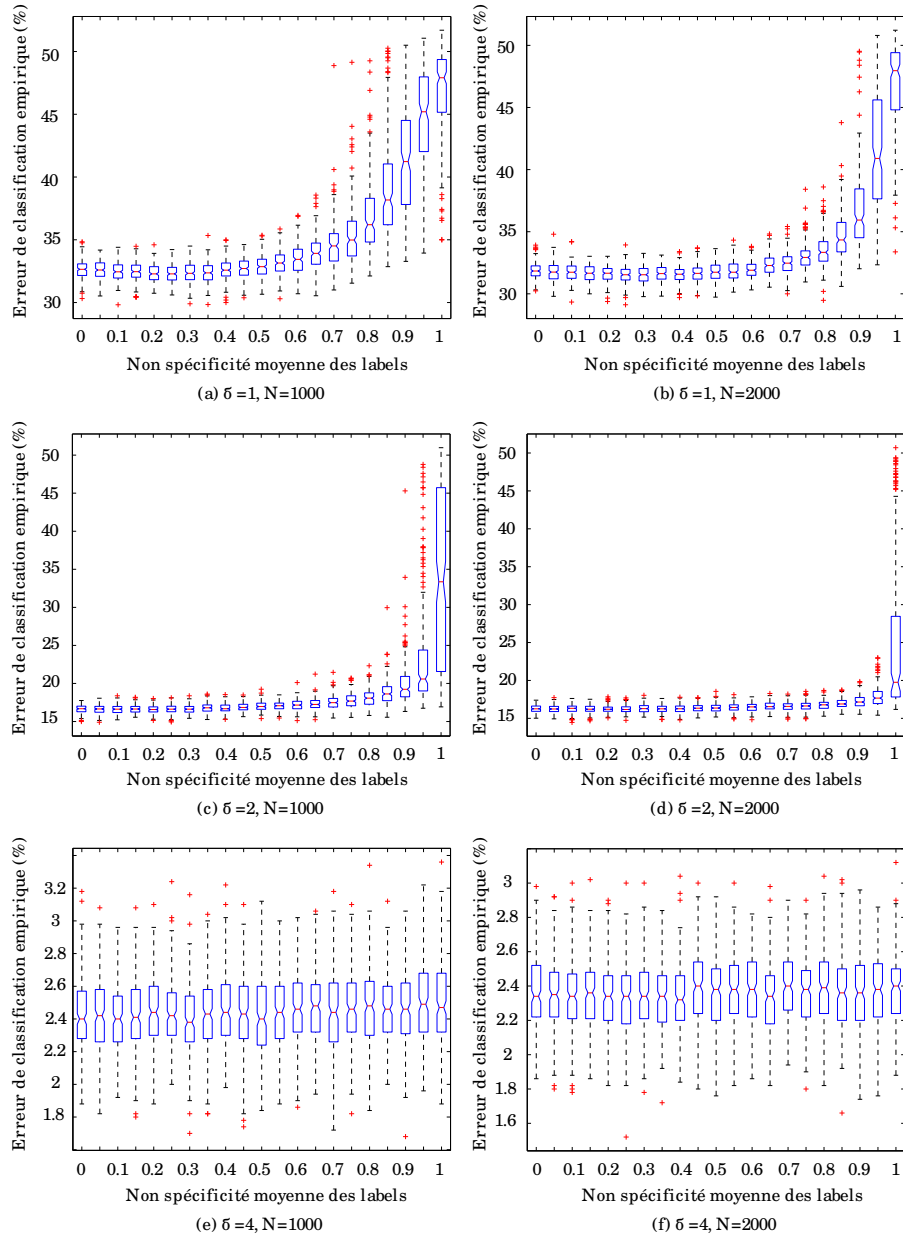 Erreur de classification empirique (%)
50
45
40
35
30
0 0.1 0.2 0.3 0.4 0.5 0.6 0.7 0.8 0.9 1
Non spécificité moyenne des labels
(a) δ=1, N=1000
Erreur de classification empirique (%)
50
45
40
35
30
0 0.1 0.2 0.3 0.4 0.5 0.6 0.7 0.8 0.9 1
Non spécificité moyenne des labels
(b) δ=1, N=2000
Erreur de classification empirique (%)
50
45
40
35
30
25
20
15
0 0.1 0.2 0.3 0.4 0.5 0.6 0.7 0.8 0.9 1
Non spécificité moyenne des labels
(c) δ=2, N=1000
Erreur de classification empirique (%)
50
45
40
35
30
25
20
15
0 0.1 0.2 0.3 0.4 0.5 0.6 0.7 0.8 0.9 1
Non spécificité moyenne des labels
(d) δ=2, N=2000
Erreur de classification empirique (%)
3.2
3
2.8
2.6
2.4
2.2
2
1.8
0 0.1 0.2 0.3 0.4 0.5 0.6 0.7 0.8 0.9 1
Non spécificité moyenne des labels
(e) δ=4, N=1000
Erreur de classification empirique (%)
3
2.8
2.6
2.4
2.2
2
1.8
1.6
0 0.1 0.2 0.3 0.4 0.5 0.6 0.7 0.8 0.9 1
Non spécificité moyenne des labels
(f) δ=4, N=2000